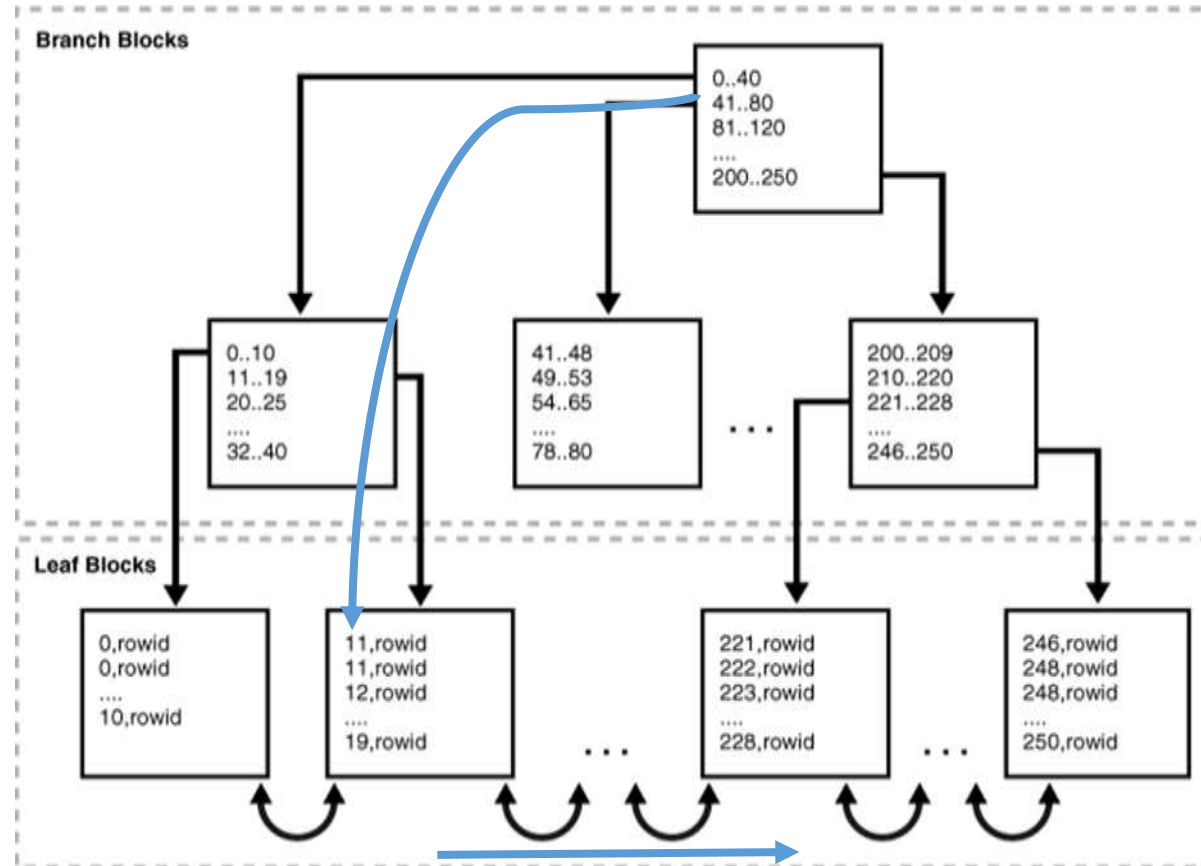 Branch Blocks
0..40
41..80
81..120
....
200..250
0..10
11..19
20..25
....
32..40
41..48
49..53
54..65
....
78..80
...
200..209
210..220
221..228
....
246..250
Leaf Blocks
0,rowid
0,rowid
....
10,rowid
11,rowid
11,rowid
12,rowid
....
19,rowid
...
221,rowid
222,rowid
223,rowid
....
228,rowid
...
246,rowid
248,rowid
248,rowid
....
250,rowid